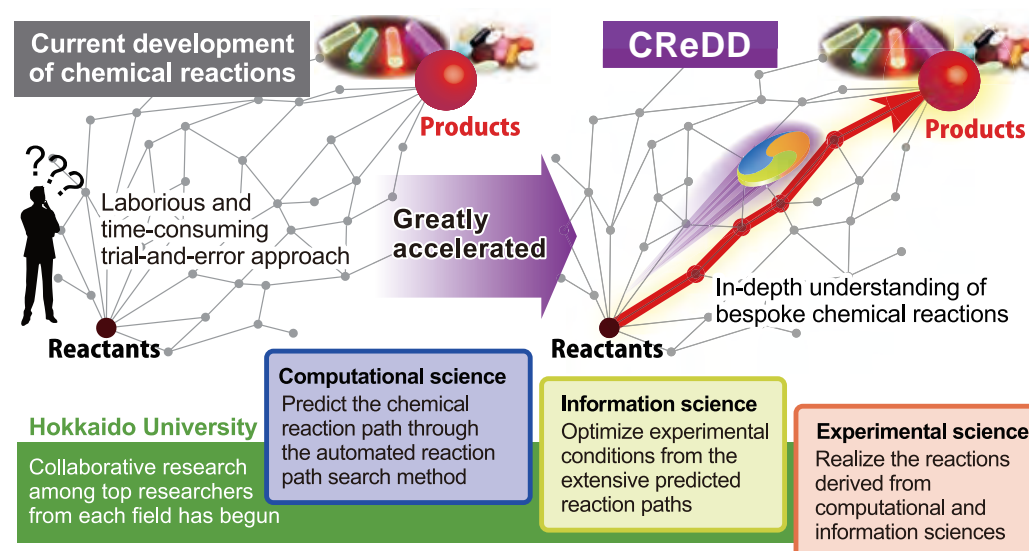 Current development
of chemical reactions
CReDD
Products
Products
???
Laborious and
time-consuming
trial-and-error approach
Greatly
accelerated
In-depth understanding of
bespoke chemical reactions
Reactants
Reactants
Hokkaido University
Collaborative research
among top researchers
from each field has begun
Computational science
Predict the chemical
reaction path through
the automated reaction
path search method
Information science
Optimize experimental
conditions from the
extensive predicted
reaction paths
Experimental science
Realize the reactions
derived from
computational and
information sciences